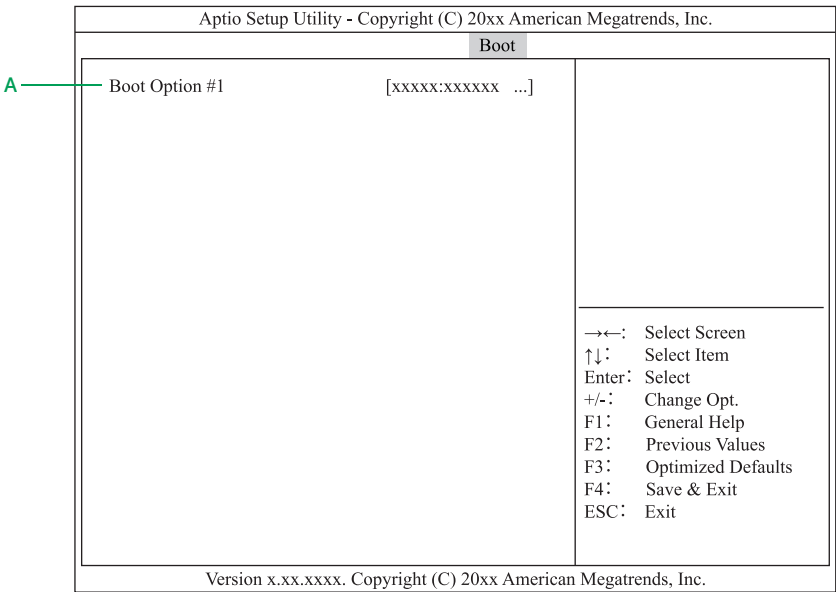 Aptio Setup Utility - Copyright (C) 20xx American Megatrends, Inc.
Boot
A
Boot Option #1 [xxxxx:xxxxxx ...]
→←: Select Screen
↑↓: Select Item
Enter: Select
+/-: Change Opt.
F1: General Help
F2: Previous Values
F3: Optimized Defaults
F4: Save & Exit
ESC: Exit
Version x.xx.xxxx. Copyright (C) 20xx American Megatrends, Inc.